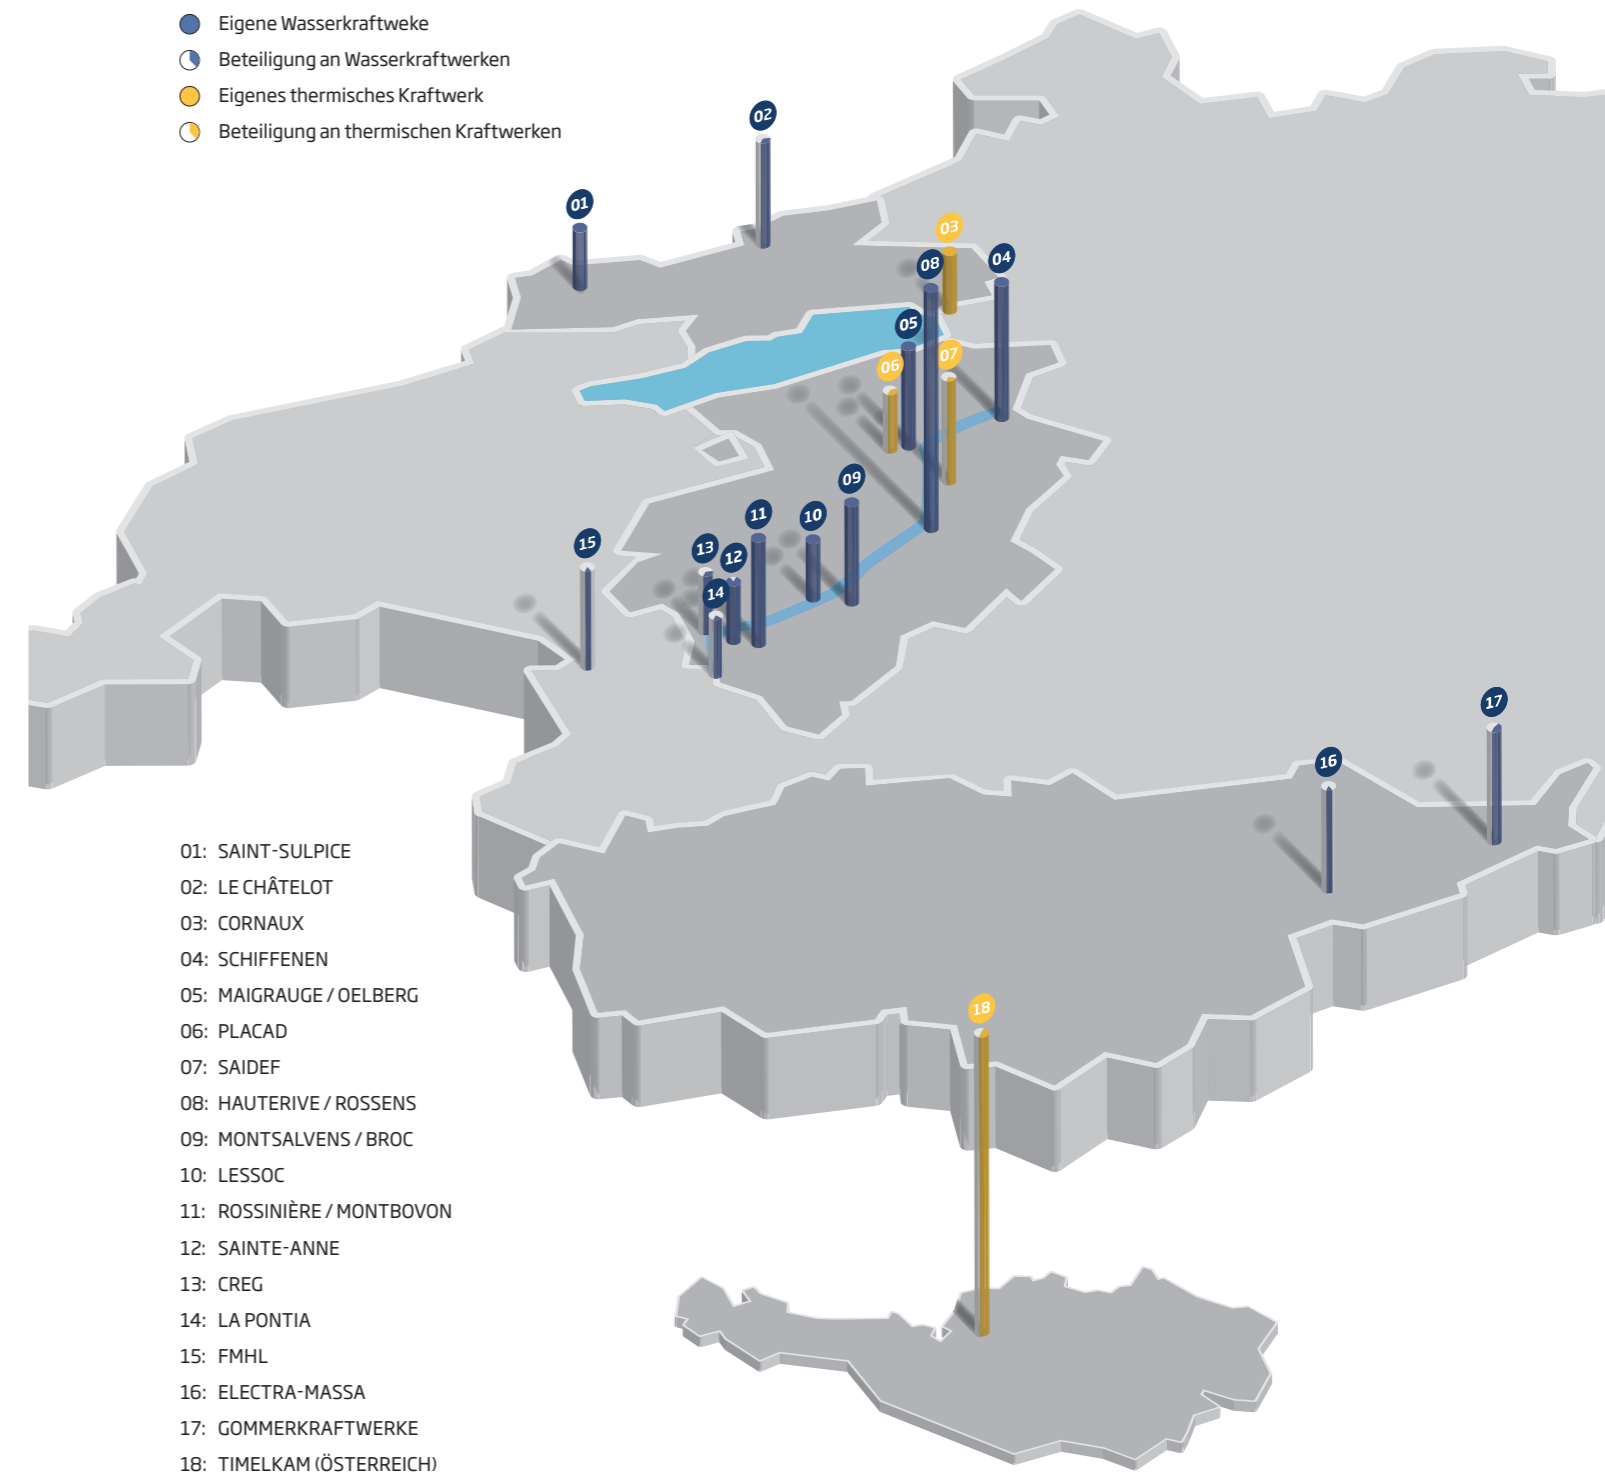 Eigene Wasserkraftweke
Beteiligung an Wasserkraftwerken
Eigenes thermisches Kraftwerk
Beteiligung an thermischen Kraftwerken
02
01
03
08
04
05
07
06
09
11
10
15
13
12
14
17
16
01: SAINT-SULPICE
02: LE CHÂTELOT
03: CORNAUX
04: SCHIFFENEN
05: MAIGRAUGE / OELBERG
06: PLACAD
07: SAIDEF
08: HAUTERIVE / ROSSENS
09: MONTSALVENS / BROC
10: LESSOC
11: ROSSINIÈRE / MONTBOVON
12: SAINTE-ANNE
13: CREG
14: LA PONTIA
15: FMHL
16: ELECTRA-MASSA
17: GOMMERKRAFTWERKE
18: TIMELKAM (ÖSTERREICH)
18